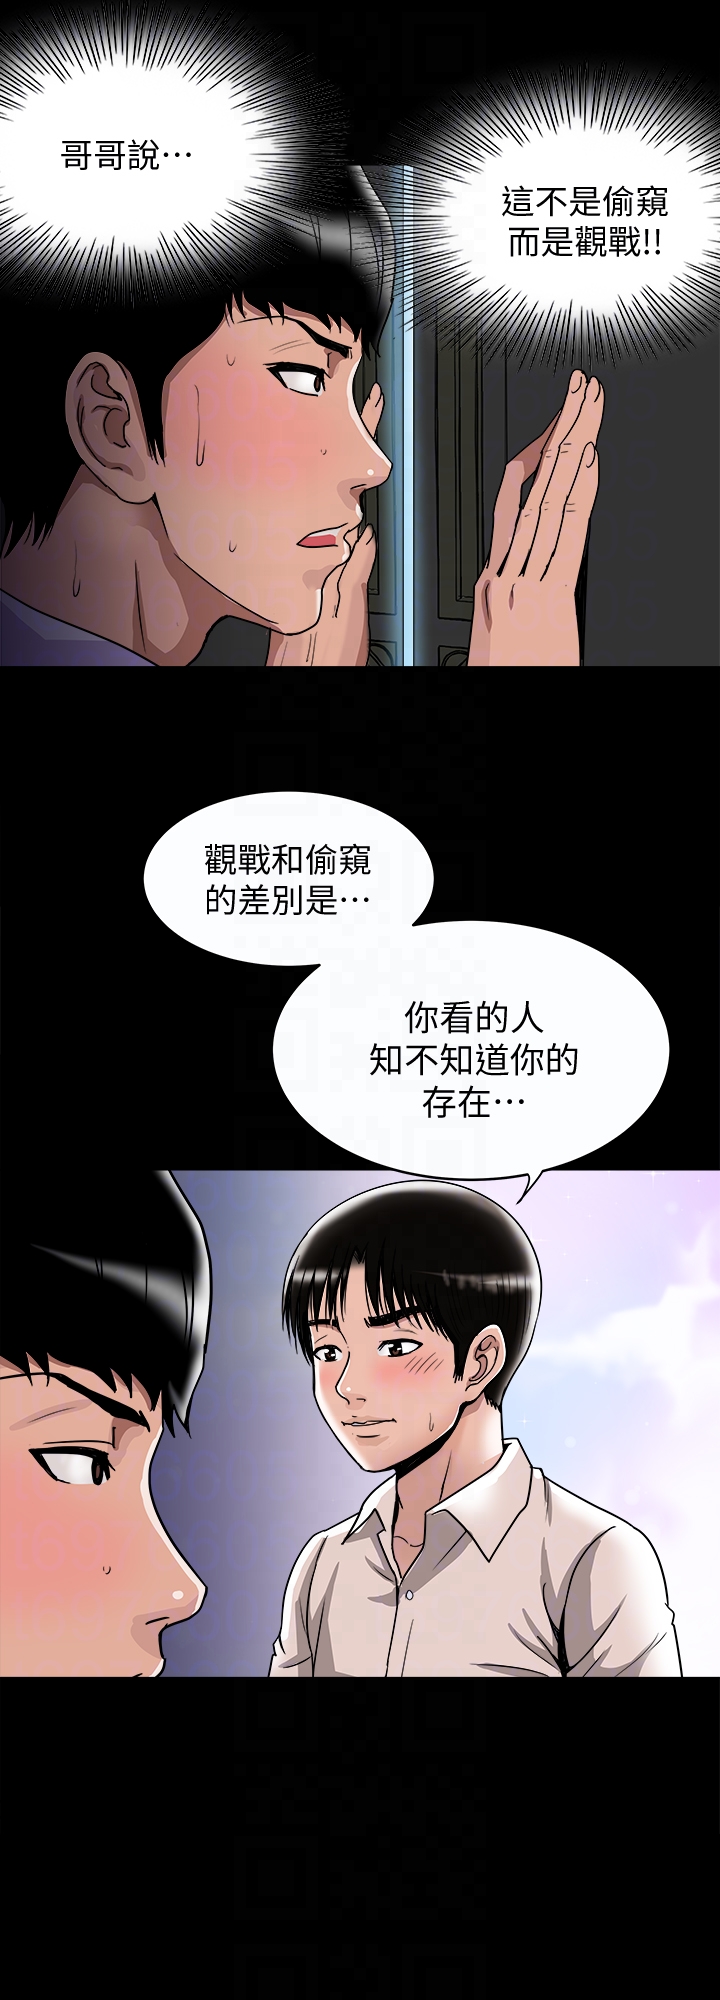 哥哥說⋯
這不是偷窺
而是觀戰!!
觀戰和偷窺
的差別是⋯
你看的人
知不知道你的
存在⋯